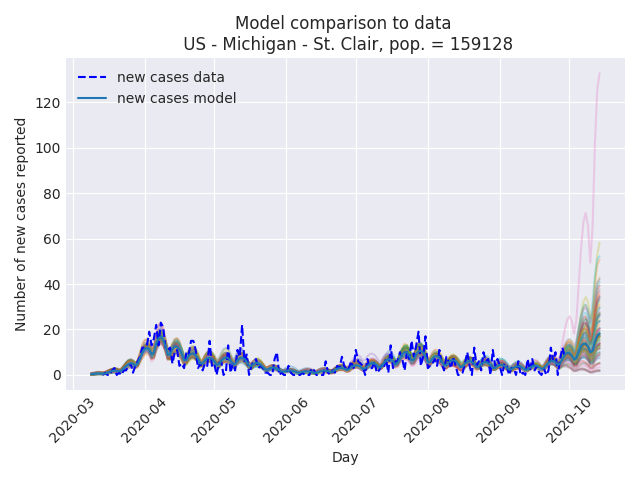 Model comparison to data
US - Michigan - St. Clair, pop. = 159128
new cases data
new cases model
Number of new cases reported
120
100
80
60
40
20
0
2020-03
2020-04
2020-05
2020-06
2020-07
2020-08
2020-09
2020-10
Day